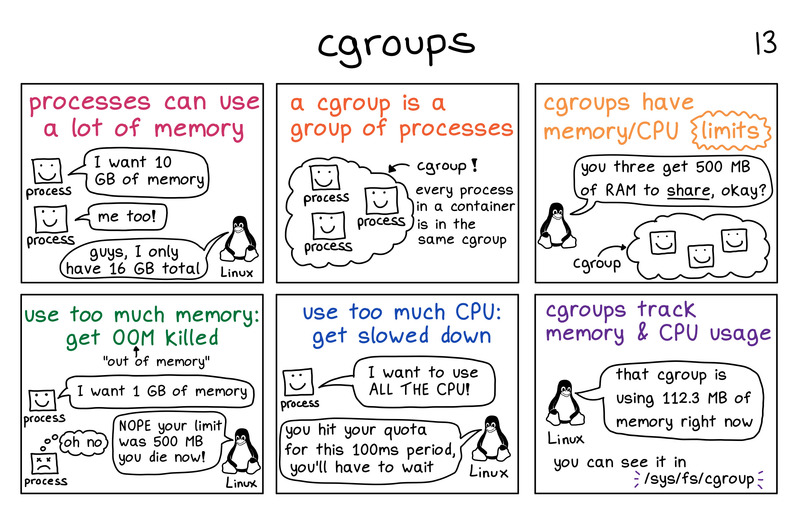 cgroups
13
processes can use
a lot of memory
I want 10
GB of memory
process
me too!
process
guys, I only
have 16 GB total
Linux
a cgroup is a
group of processes
process
process
process
cgroup!
every process
in a container
is in the
same cgroup
cgroups have
memory/CPU limits
you three get 500 MB
of RAM to share, okay?
cgroup
use too much memory:
get OOM killed
"out of memory"
I want 1 GB of memory
process
oh no
process
NOPE your limit
was 500 MB
you die now!
Linux
use too much CPU:
get slowed down
I want to use
ALL THE CPU!
process
you hit your quota
for this 100ms period,
you'll have to wait
Linux
cgroups track
memory & CPU usage
that cgroup is
using 112.3 MB of
memory right now
Linux
you can see it in
/sys/fs/cgroup